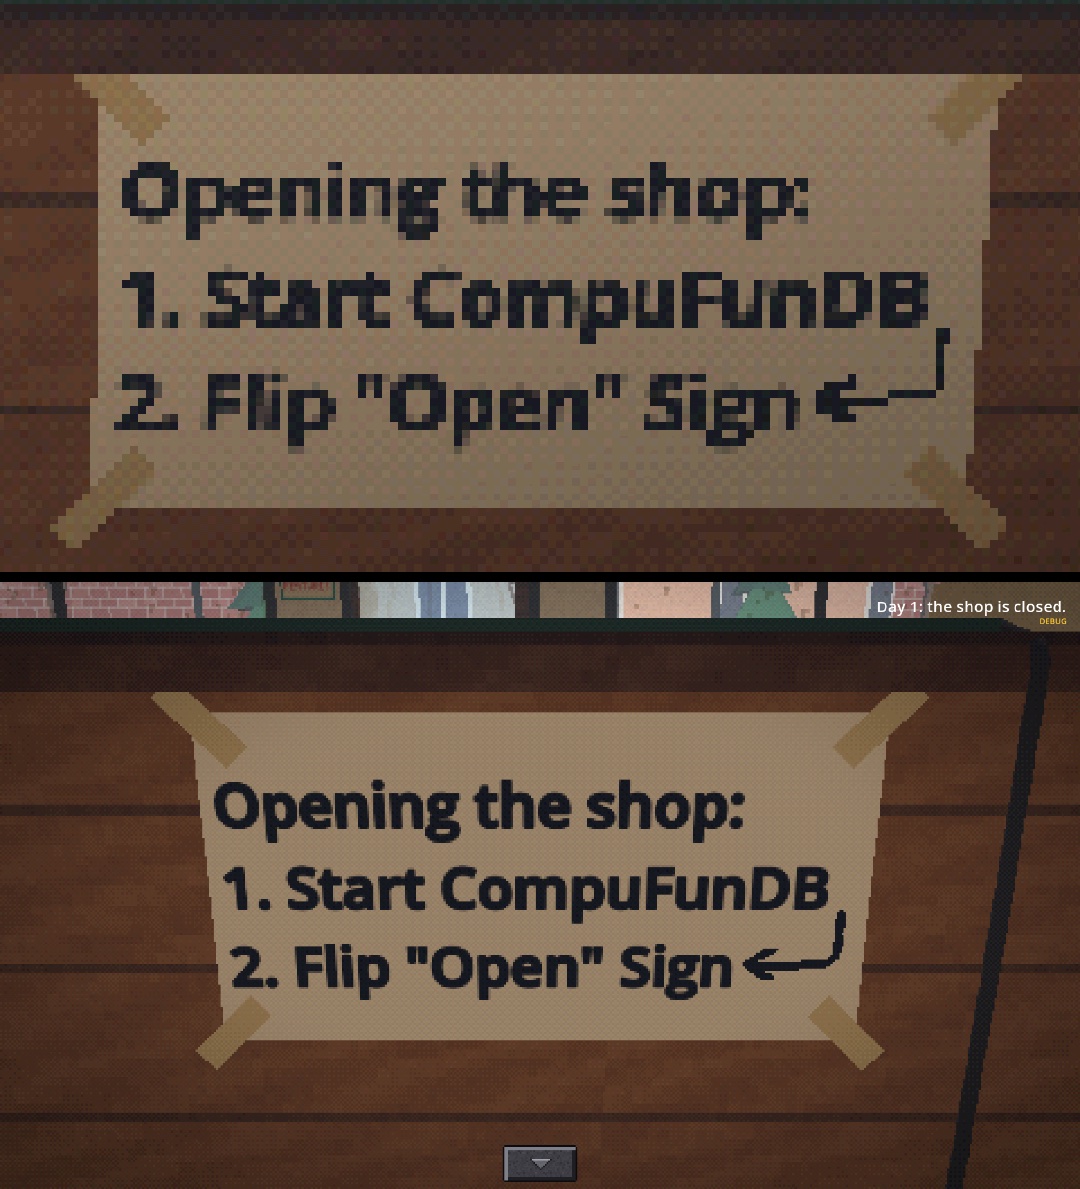 Opening the shop:
1. Start CompuFunDB
2. Flip "Open" Sign
Day 1: the shop is closed.
DEBUG
Opening the shop:
1. Start CompuFunDB
2. Flip "Open" Sign